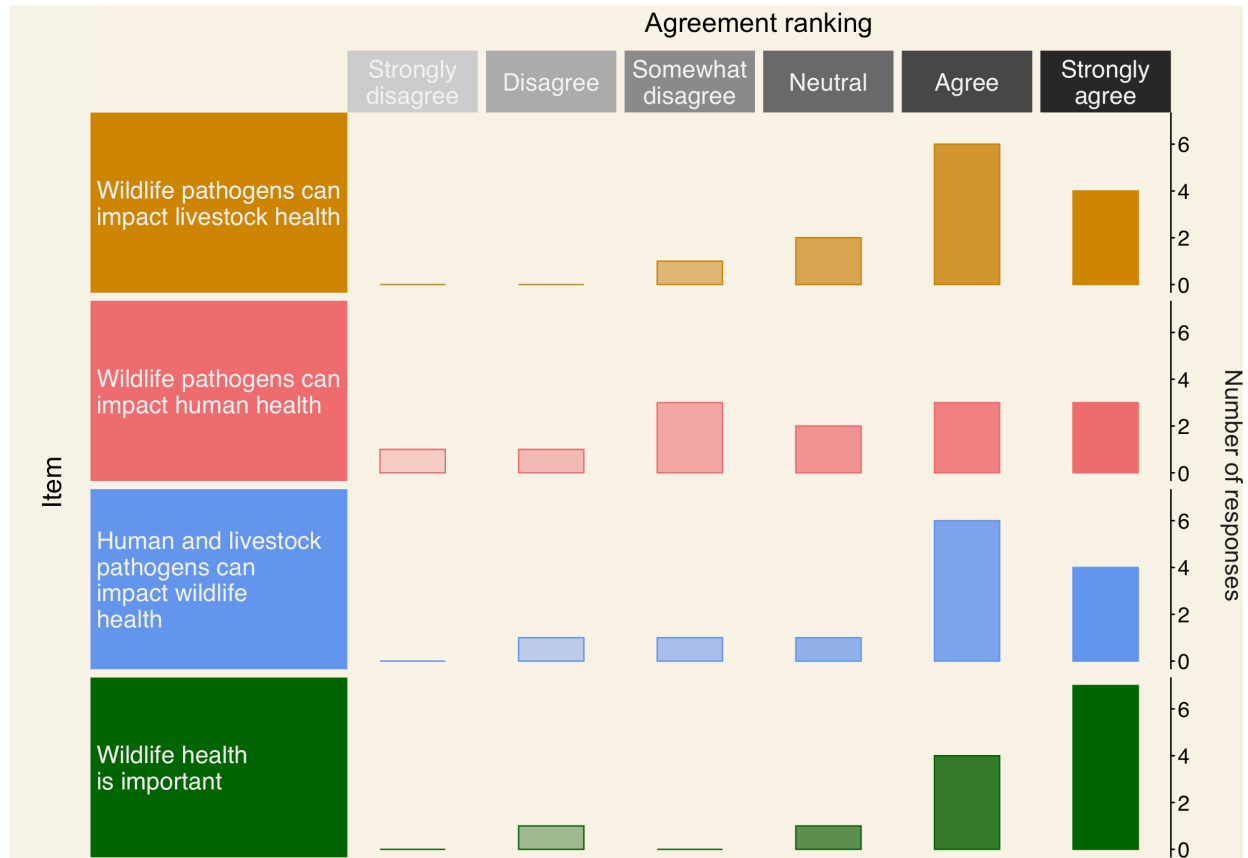 Agreement ranking
Strongly
disagree
Disagree
Somewhat
disagree
Neutral
Agree
Strongly
agree
Wildlife pathogens can
impact livestock health
6
4
2
0
Wildlife pathogens can
impact human health
6
4
2
0
Human and livestock
pathogens can
impact wildlife
health
6
4
2
0
Wildlife health
is important
6
4
2
0
Item
Number of responses